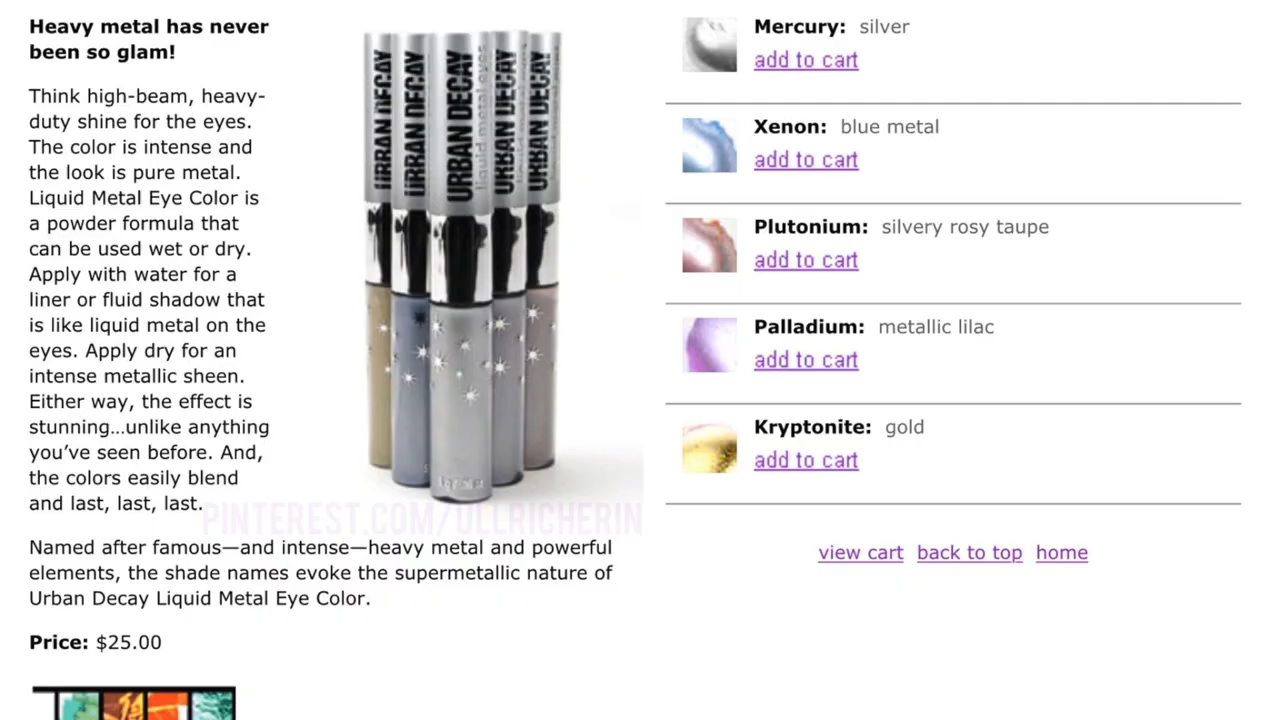 Heavy metal has never
been so glam!
Think high-beam, heavy-
duty shine for the eyes.
The color is intense and
the look is pure metal.
Liquid Metal Eye Color is
a powder formula that
can be used wet or dry.
Apply with water for a
liner or fluid shadow that
is like liquid metal on the
eyes. Apply dry for an
intense metallic sheen.
Either way, the effect is
stunning…unlike anything
you’ve seen before. And,
the colors easily blend
and last, last, last.
URBAN DECAY
URBAN DECAY
URBAN DECAY
liquid metal eyes
URBAN DECAY
URBAN DECAY
PINTEREST.COM/ULLRICHERIN
Named after famous—and intense—heavy metal and powerful
elements, the shade names evoke the supermetallic nature of
Urban Decay Liquid Metal Eye Color.
Price: $25.00
Mercury: silver
add to cart
Xenon: blue metal
add to cart
Plutonium: silvery rosy taupe
add to cart
Palladium: metallic lilac
add to cart
Kryptonite: gold
add to cart
view cart back to top home